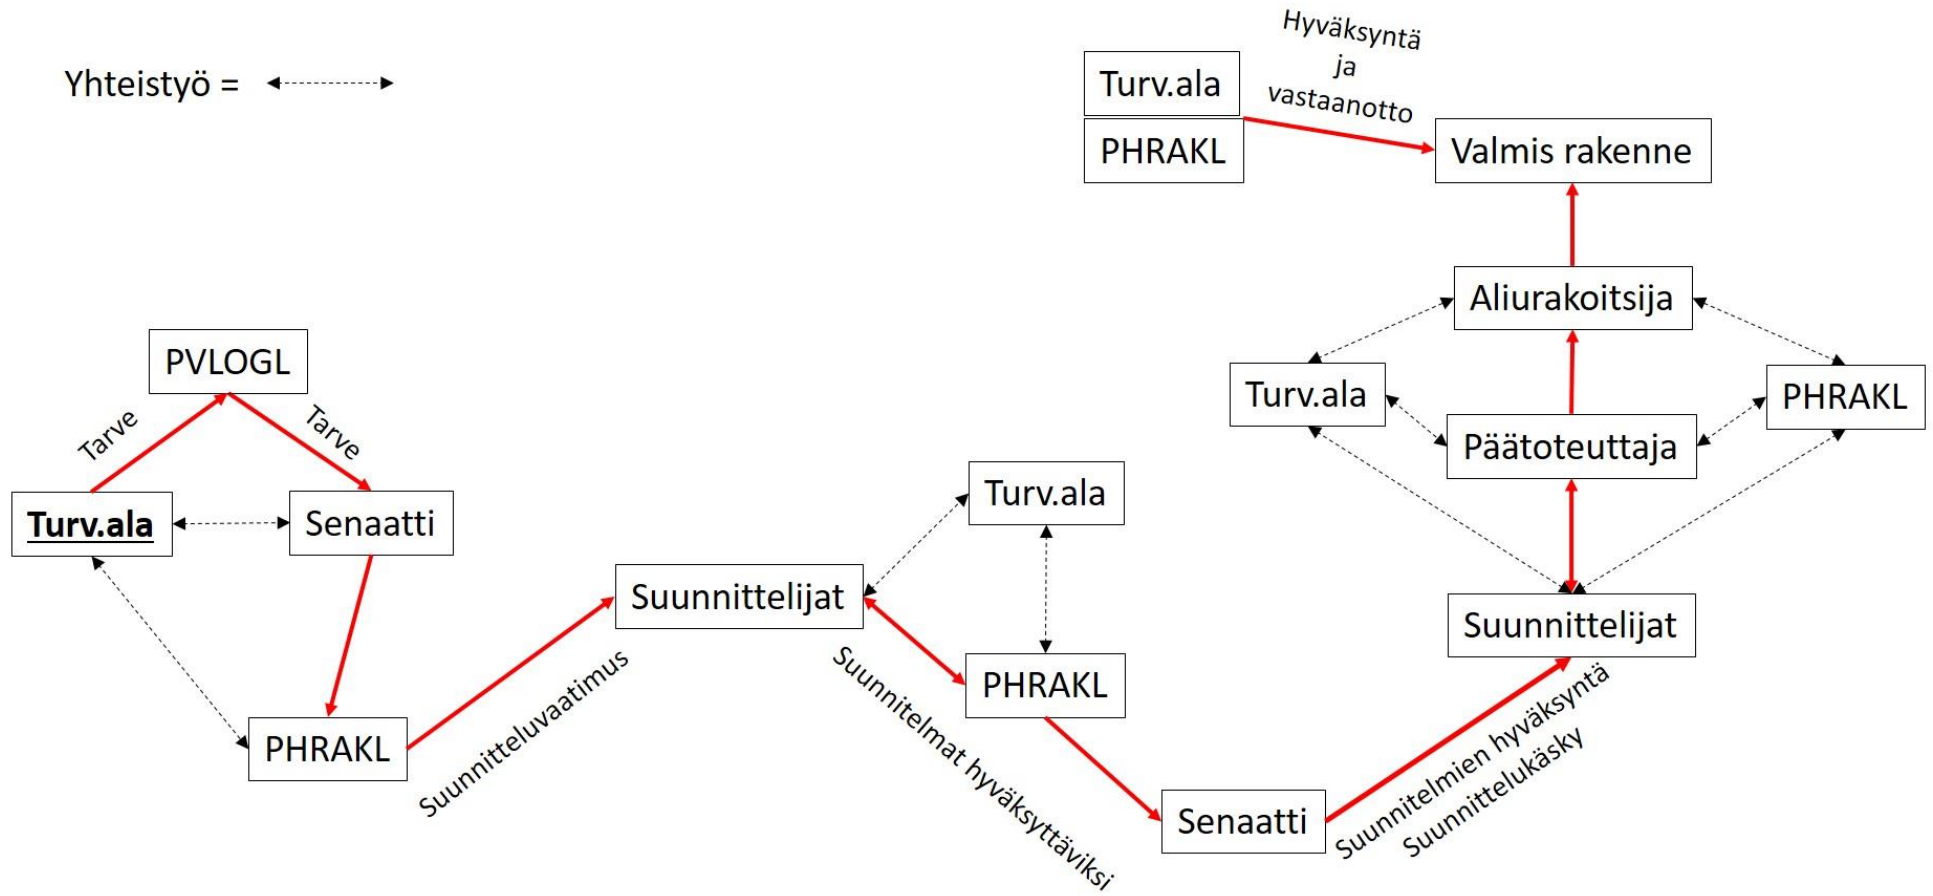 Yhteistyö =
PVLOGL
Tarve
Tarve
Turv.ala
Senaatti
PHRAKL
Suunnitteluvaatimus
Suunnittelijat
Turv.ala
PHRAKL
Suunnitelmat hyväksyttäviksi
Senaatti
Suunnitelmien hyväksyntä
Suunnittelukäsky
Suunnittelijat
Päätoteuttaja
Turv.ala
PHRAKL
Aliurakoitsija
Valmis rakenne
Turv.ala
PHRAKL
Hyväksyntä
ja
vastaanotto